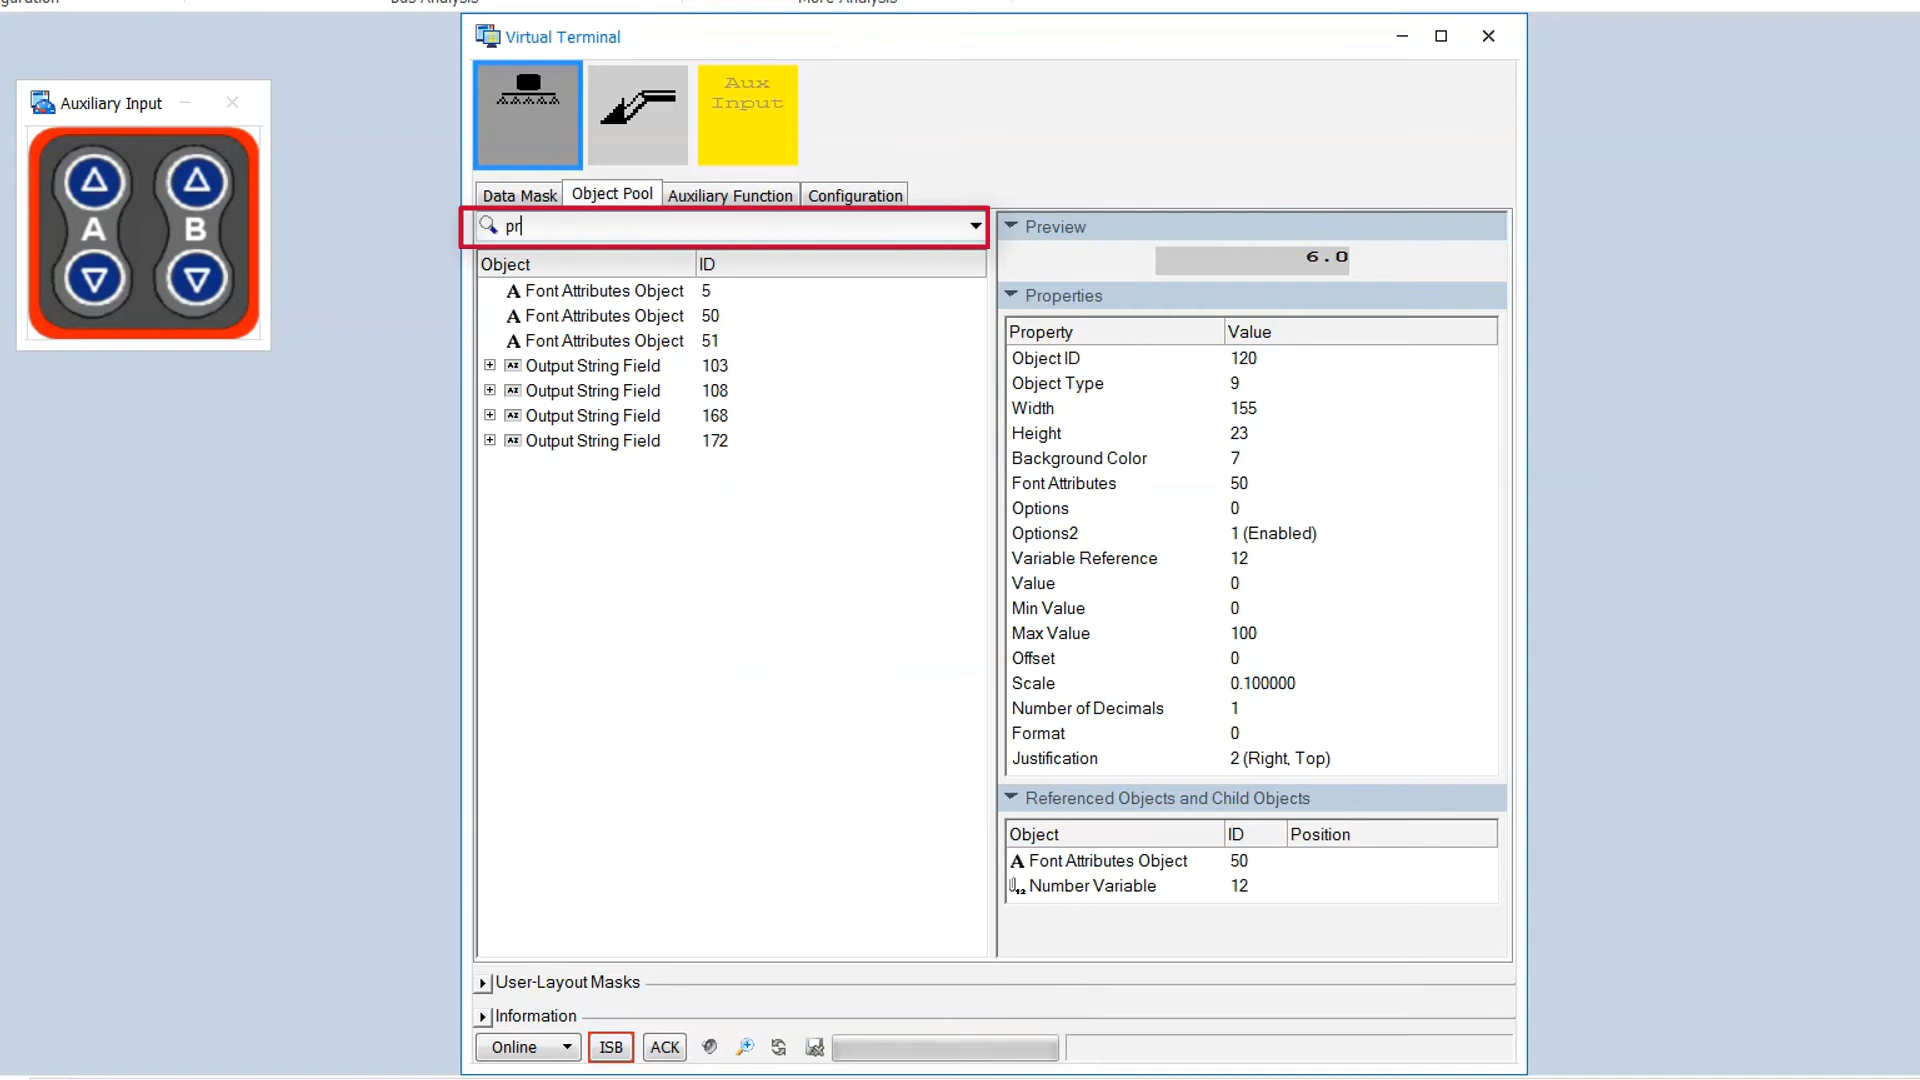 Virtual Terminal
Auxiliary Input
A B
Aux
Input
Data Mask Object Pool Auxiliary Function Configuration
pr
Object ID
Font Attributes Object 5
Font Attributes Object 50
Font Attributes Object 51
Output String Field 103
Output String Field 108
Output String Field 168
Output String Field 172
Preview
6.0
Properties
Property Value
Object ID 120
Object Type 9
Width 155
Height 23
Background Color 7
Font Attributes 50
Options 0
Options2 1 (Enabled)
Variable Reference 12
Value 0
Min Value 0
Max Value 100
Offset 0
Scale 0.100000
Number of Decimals 1
Format 0
Justification 2 (Right, Top)
Referenced Objects and Child Objects
Object ID Position
Font Attributes Object 50
Number Variable 12
User-Layout Masks
Information
Online ISB ACK